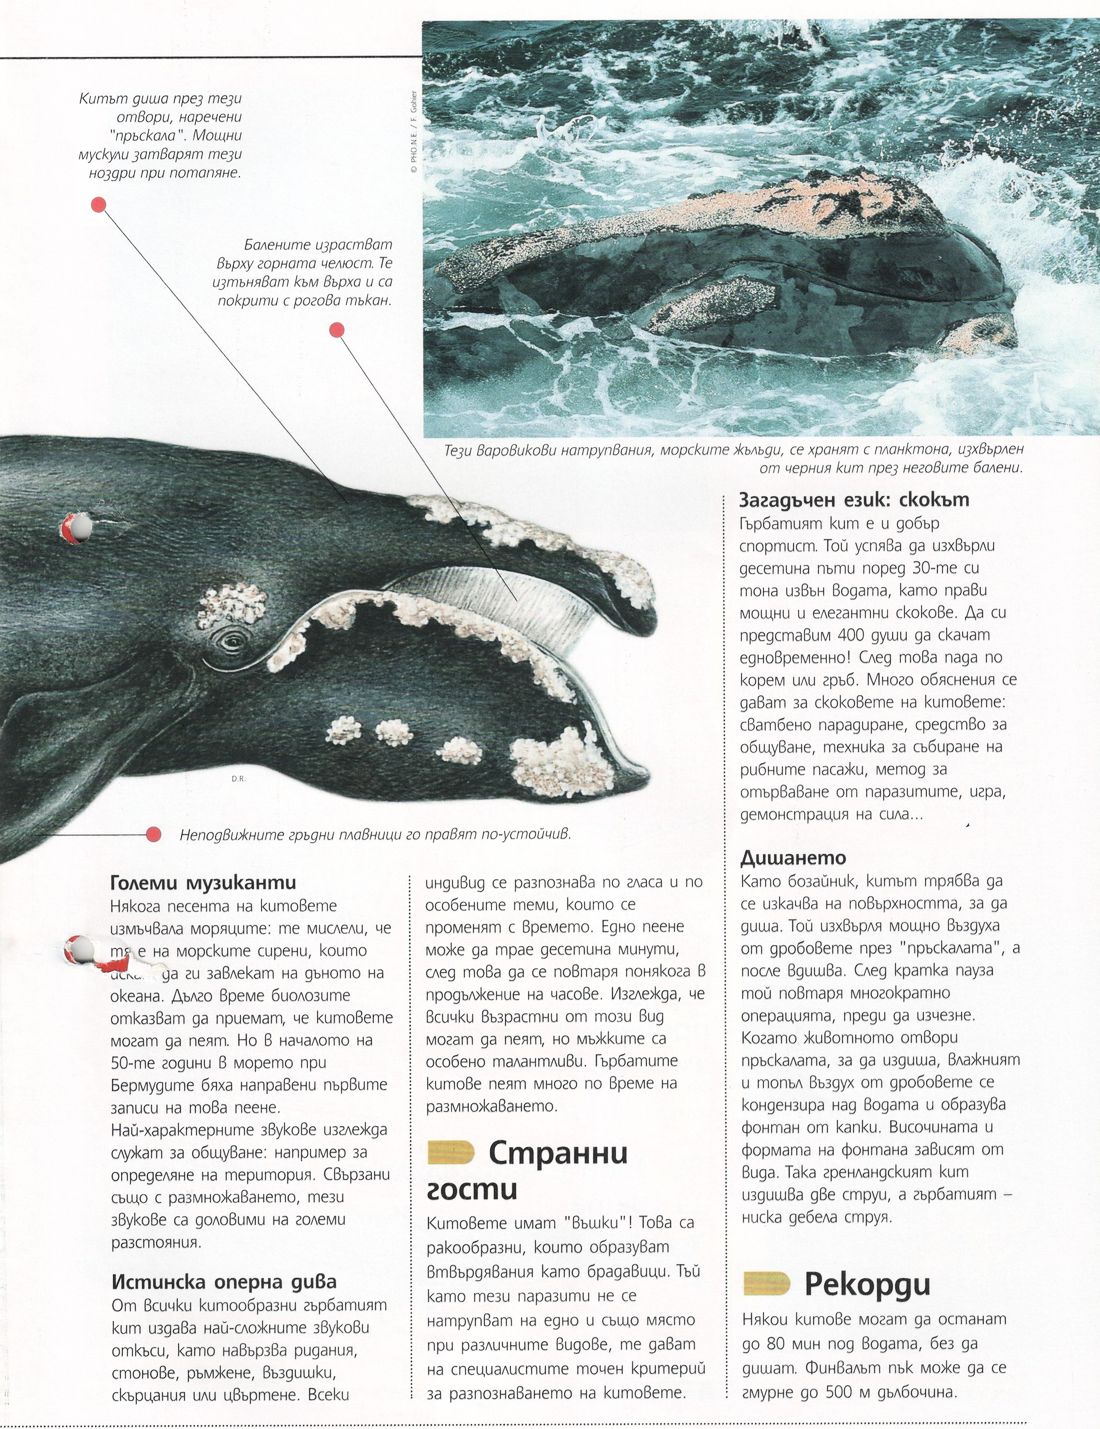 Китът диша през тези
отвори, наречени
"пръскала". Мощни
мускули затварят тези
ноздри при потапяне.
Балените израстват
върху горната челюст. Те
изтъняват към върха и са
покрити с рогова тъкан.
© PHO.N.E. / F. Gohier
Тези варовикови натрупвания, морските жълъди, се хранят с планктона, изхвърлен
от черния кит през неговите балени.
D.R.
Неподвижните гръдни плавници го правят по-устойчив.
Големи музиканти
Някога песента на китовете
измъчвала моряците: те мислели, че
тя е на морските сирени, които
да ги завлекат на дъното на
океана. Дълго време биолозите
отказват да приемат, че китовете
могат да пеят. Но в началото на
50-те години в морето при
Бермудите бяха направени първите
записи на това пеене.
Най-характерните звукове изглежда
служат за общуване: например за
определяне на територия. Свързани
също с размножаването, тези
звукове са доловими на големи
разстояния.
Истинска оперна дива
От всички китообразни гърбатият
кит издава най-сложните звукови
откъси, като навързва ридания,
стонове, ръмжене, въздишки,
скърцания или цвъртене. Всеки
индивид се разпознава по гласа и по
особените теми, които се
променят с времето. Едно пеене
може да трае десетина минути,
след това да се повтаря понякога в
продължение на часове. Изглежда, че
всички възрастни от този вид
могат да пеят, но мъжките са
особено талантливи. Гърбатите
китове пеят много по време на
размножаването.
Странни
гости
Китовете имат "въшки"! Това са
ракообразни, които образуват
втвърдявания като брадавици. Тъй
като тези паразити не се
натрупват на едно и също място
при различните видове, те дават
на специалистите точен критерий
за разпознаването на китовете.
Загадъчен език: скокът
Гърбатият кит е и добър
спортист. Той успява да изхвърли
десетина пъти поред 30-те си
тона извън водата, като прави
мощни и елегантни скокове. Да си
представим 400 души да скачат
едновременно! След това пада по
корем или гръб. Много обяснения се
дават за скоковете на китовете:
сватбено парадиране, средство за
общуване, техника за събиране на
рибните пасажи, метод за
отърваване от паразитите, игра,
демонстрация на сила...
Дишането
Като бозайник, китът трябва да
се изкачва на повърхността, за да
диша. Той изхвърля мощно въздуха
от дробовете през "пръскалата", а
после вдишва. След кратка пауза
той повтаря многократно
операцията, преди да изчезне.
Когато животното отвори
пръскалата, за да издиша, влажният
и топъл въздух от дробовете се
кондензира над водата и образува
фонтан от капки. Височината и
формата на фонтана зависят от
вида. Така гренландският кит
издишва две струи, а гърбатият –
ниска дебела струя.
Рекорди
Някои китове могат да останат
до 80 мин под водата, без да
дишат. Финвалът пък може да се
гмурне до 500 м дълбочина.